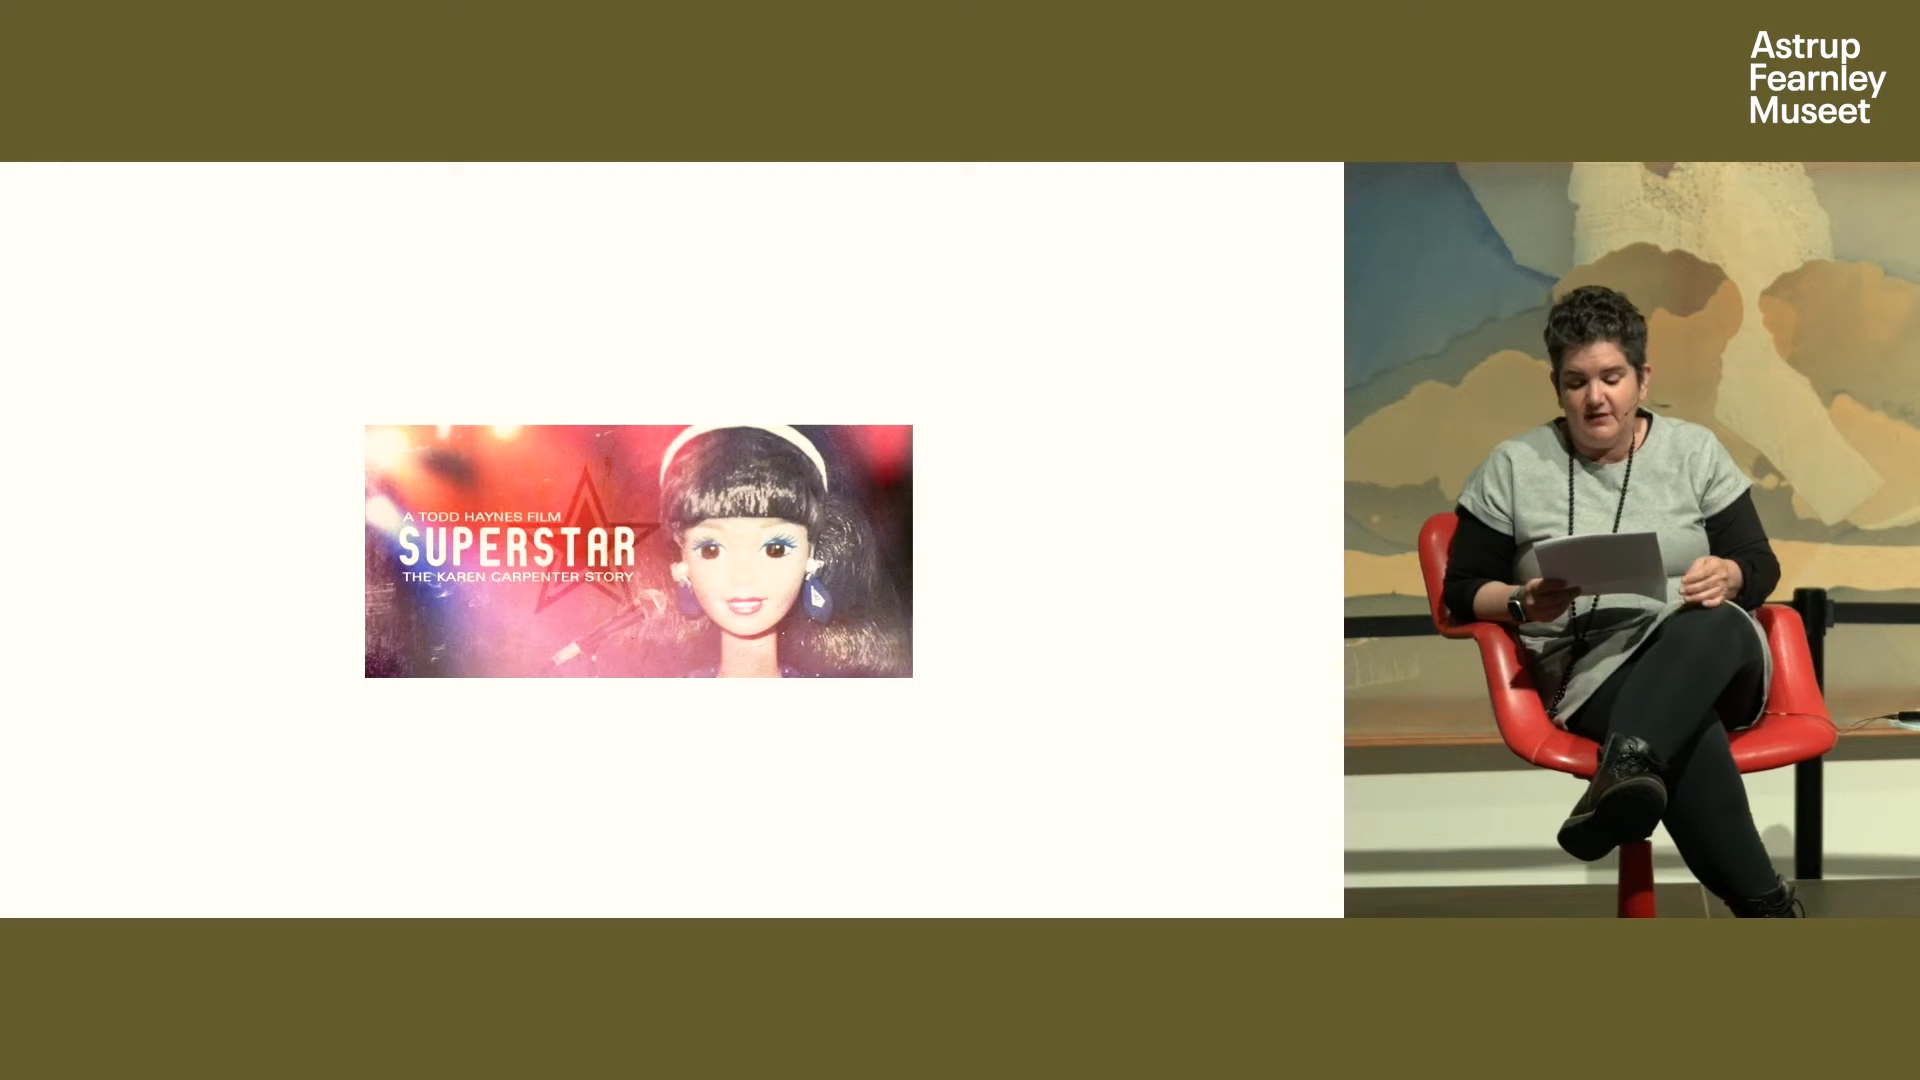 Astrup
Fearnley
Museet
A TODD HAYNES FILM
SUPERSTAR
THE KAREN CARPENTER STORY